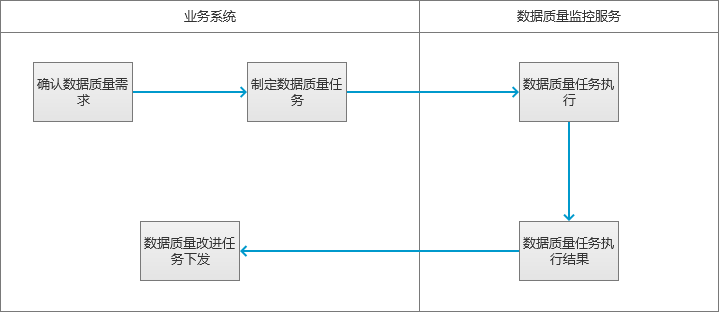 业务系统
数据质量监控服务
确认数据质量需
求
制定数据质量任
务
数据质量任务执
行
数据质量改进任
务下发
数据质量任务执
行结果